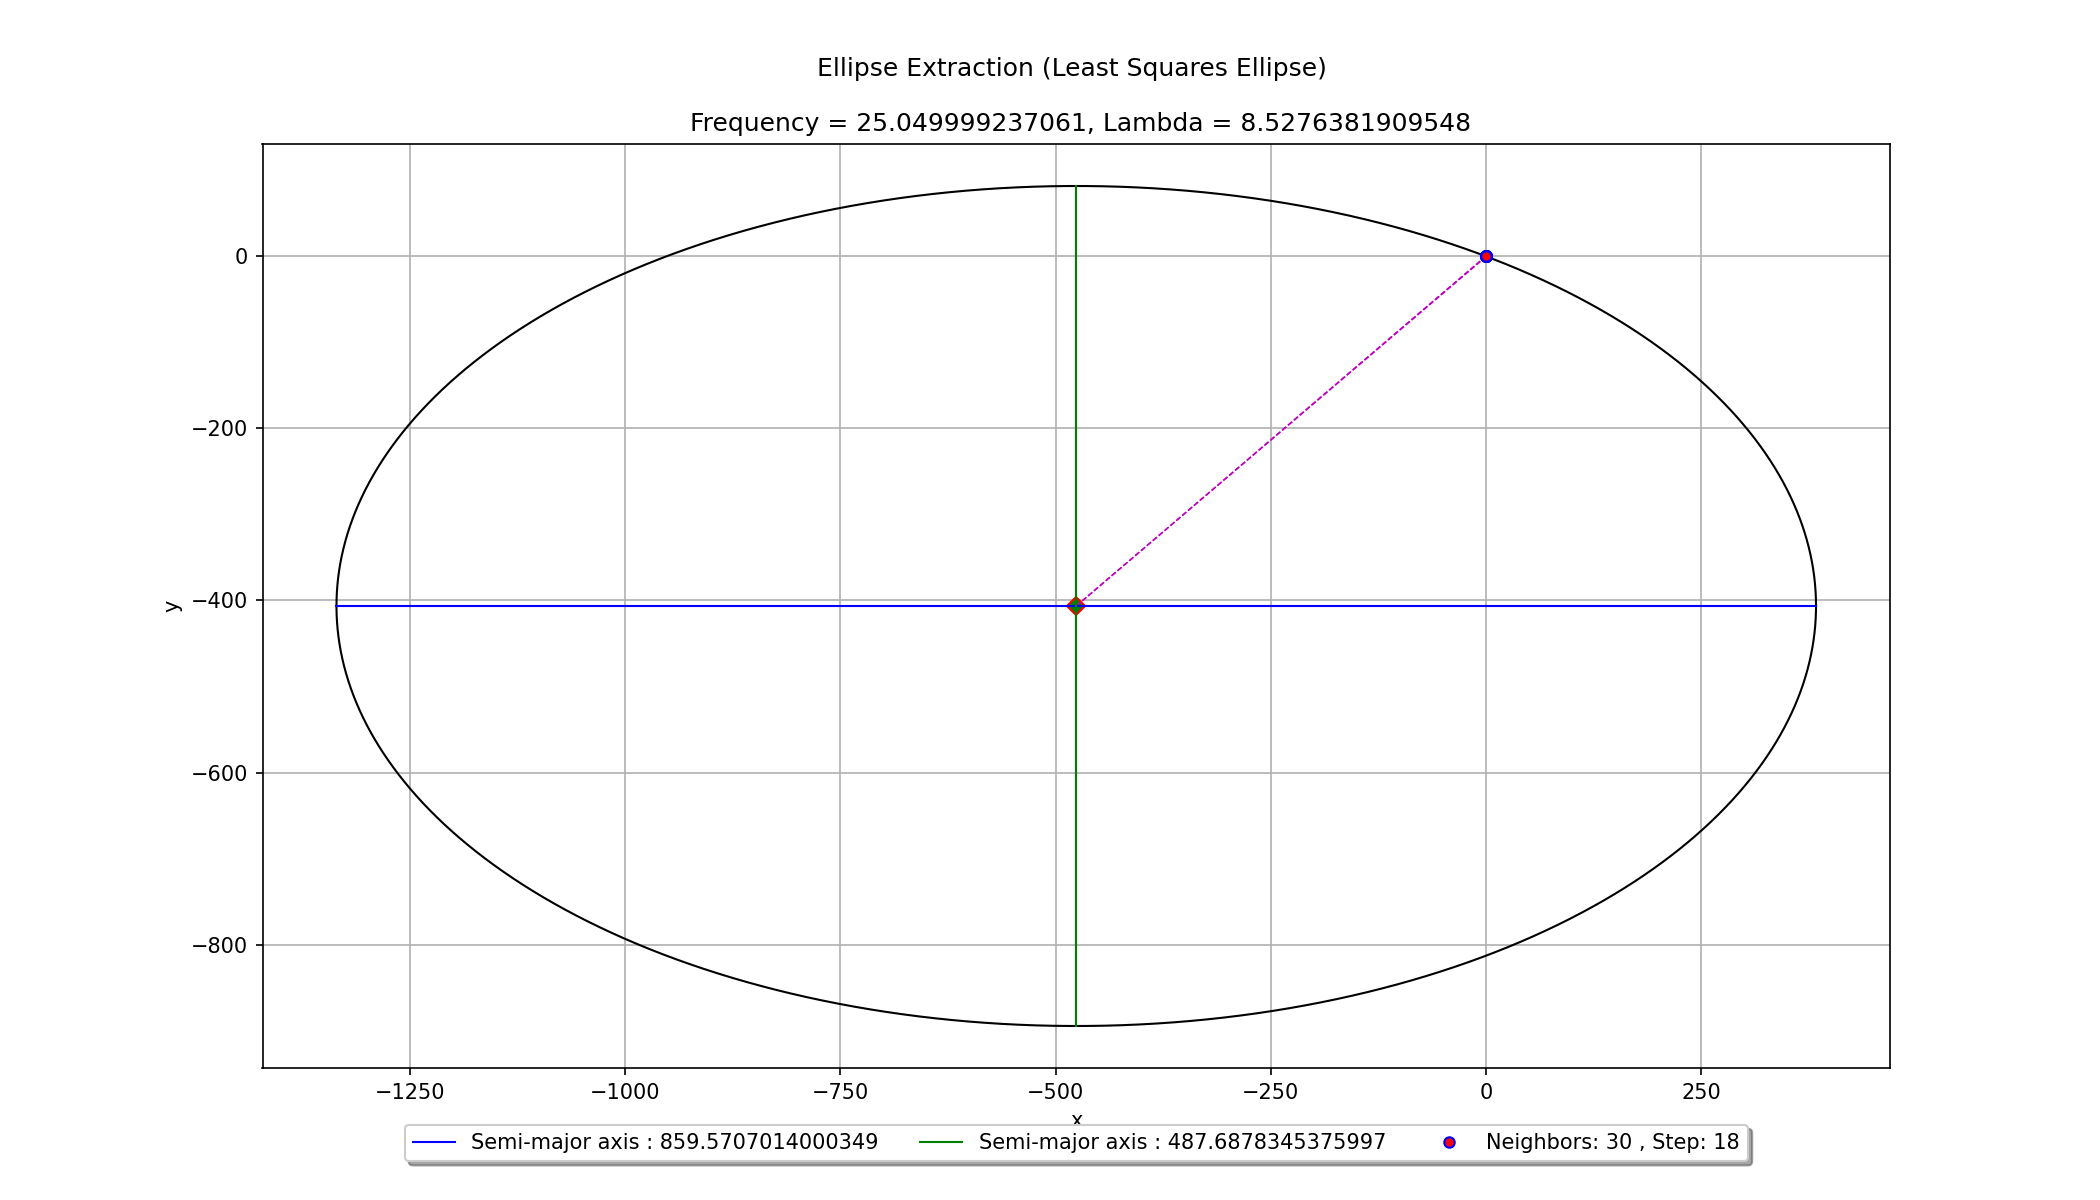 Ellipse Extraction (Least Squares Ellipse)
Frequency = 25.049999237061, Lambda = 8.5276381909548
y
0
−200
−400
−600
−800
−1250 −1000 −750 −500 −250 0 250
x
Semi-major axis : 859.5707014000349 Semi-major axis : 487.6878345375997 Neighbors: 30 , Step: 18